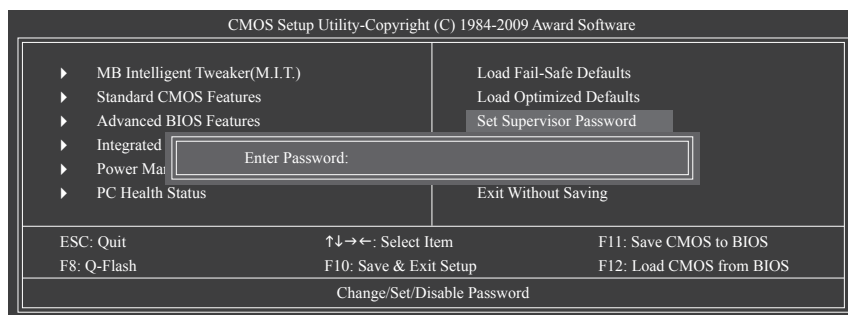 CMOS Setup Utility-Copyright (C) 1984-2009 Award Software
MB Intelligent Tweaker(M.I.T.)
Standard CMOS Features
Advanced BIOS Features
Integrated
Power Ma
PC Health Status
Load Fail-Safe Defaults
Load Optimized Defaults
Set Supervisor Password
Exit Without Saving
Enter Password:
ESC: Quit
↑↓→←: Select Item
F11: Save CMOS to BIOS
F8: Q-Flash
F10: Save & Exit Setup
F12: Load CMOS from BIOS
Change/Set/Disable Password